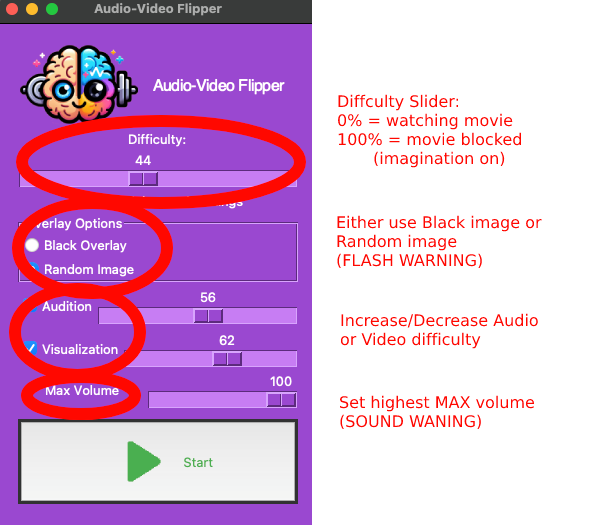 Audio-Video Flipper
Audio-Video Flipper
Difficulty:
44
ngs
verlay Options
Black Overlay
Random Image
Audition
56
Visualization
62
Max Volume
100
Start
Diffculty Slider:
0% = watching movie
100% = movie blocked
(imagination on)
Either use Black image or
Random image
(FLASH WARNING)
Increase/Decrease Audio
or Video difficulty
Set highest MAX volume
(SOUND WANING)